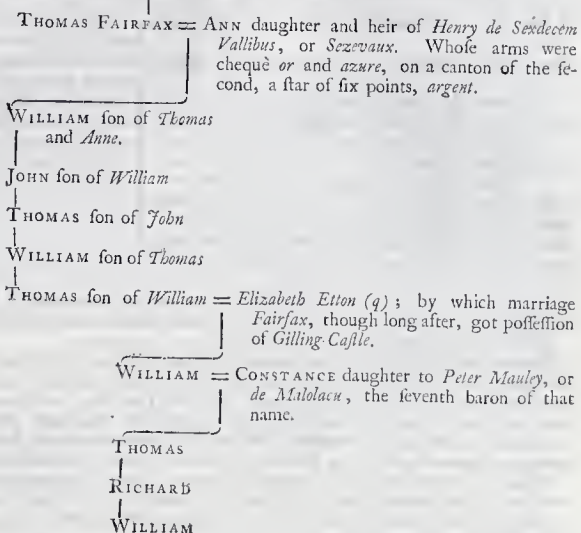 THOMAS FAIRFAX = ANN daughter and heir of Henry de Sexdecem
Vallibus, or Sezevaux. Whoſe arms were
chequè or and azure, on a canton of the ſe-
cond, a ſtar of ſix points, argent.
WILLIAM ſon of Thomas
and Anne.
JOHN ſon of William
THOMAS ſon of John
WILLIAM ſon of Thomas
THOMAS ſon of William = Elizabeth Etton (q); by which marriage
Fairfax, though long after, got poſſeſſion
of Gilling-Caſtle.
WILLIAM = CONSTANCE daughter to Peter Mauley, or
de Malolacu, the ſeventh baron of that
name.
THOMAS
RICHARD
WILLIAM